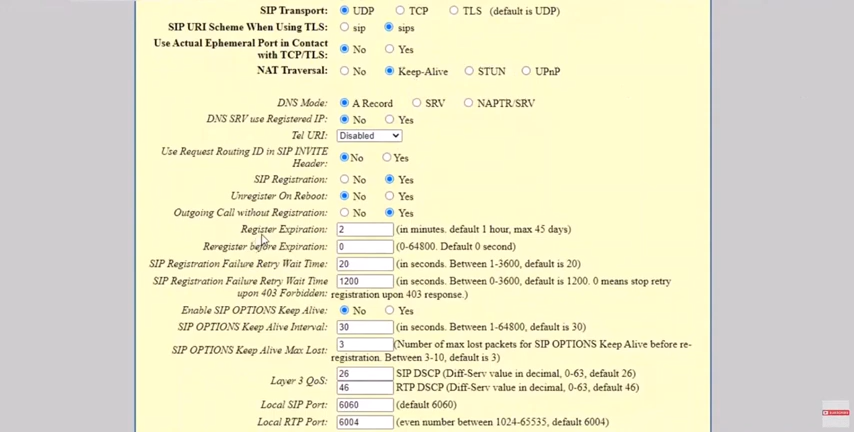 SIP Transport: UDP TCP TLS (default is UDP)
SIP URI Scheme When Using TLS: sip sips
Use Actual Ephemeral Port in Contact
with TCP/TLS: No Yes
NAT Traversal: No Keep-Alive STUN UPnP
DNS Mode: A Record SRV NAPTR/SRV
DNS SRV use Registered IP: No Yes
Tel URI: Disabled
Use Request Routing ID in SIP INVITE
Header: No Yes
SIP Registration: No Yes
Unregister On Reboot: No Yes
Outgoing Call without Registration: No Yes
Register Expiration: 2 (in minutes. default 1 hour, max 45 days)
Reregister before Expiration: 0 (0-64800. Default 0 second)
SIP Registration Failure Retry Wait Time: 20 (in seconds. Between 1-3600, default is 20)
SIP Registration Failure Retry Wait Time 1200 (in seconds. Between 0-3600, default is 1200. 0 means stop retry
upon 403 Forbidden: registration upon 403 response.)
Enable SIP OPTIONS Keep Alive: No Yes
SIP OPTIONS Keep Alive Interval: 30 (in seconds. Between 1-64800, default is 30)
SIP OPTIONS Keep Alive Max Lost: 3 (Number of max lost packets for SIP OPTIONS Keep Alive before re-
registration. Between 3-10, default is 3)
Layer 3 QoS: 26 SIP DSCP (Diff-Serv value in decimal, 0-63, default 26)
46 RTP DSCP (Diff-Serv value in decimal, 0-63, default 46)
Local SIP Port: 6060 (default 6060)
Local RTP Port: 6004 (even number between 1024-65535, default 6004)
SUBSCRIBE